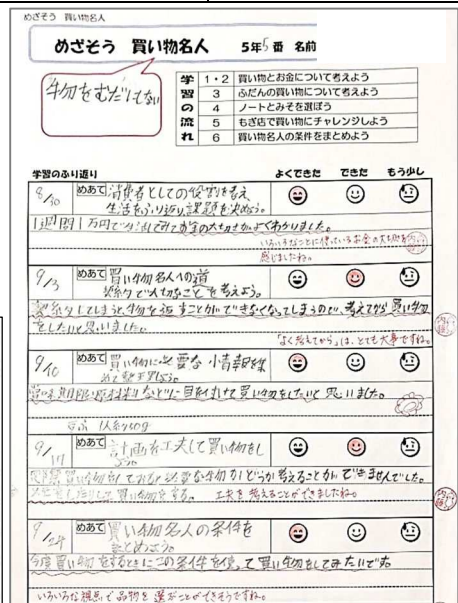 めざそう 買い物名人
めざそう 買い物名人 5年5番 名前
物をむだにしない
学習の流れ
1・2 買い物とお金について考えよう
3 ふだんの買い物について考えよう
4 ノートとみそを選ぼう
5 もぎ店で買い物にチャレンジしよう
6 買い物名人の条件をまとめよう
学習のふり返り よくできた できた もう少し
8/30 めあて 消費者としての役割を考え
生活をふり返り、課題を決めよう。
1週間1万円で生活してみてお金の大切さがよくわかりました。
いろいろなことに使っているお金の大切さを
感じましたね。
9/3 めあて 買い物名人への道
契約で大切なことを考えよう。
契約してしまうと物を返すことができなくなってしまうので、考えてから買い物
をしたいと思いました。
「よく考えてから」は、とても大事ですね。
9/10 めあて 買い物に必要な情報を
整理しよう。
賞味期限や原材料などに目を向けて買い物をしたいと思いました。
9/17 めあて 計画を工夫して買い物をし
よう。
買い物をしている必要な物かどうか考えることができませんでした。
買い物をする。 工夫を考えることができましたね。
9/24 めあて 買い物名人の条件を
まとめよう。
今度買い物をするときにこの条件を使って買い物をしてみたいです。
いろいろな視点で品物を選ぶことができそうですね。